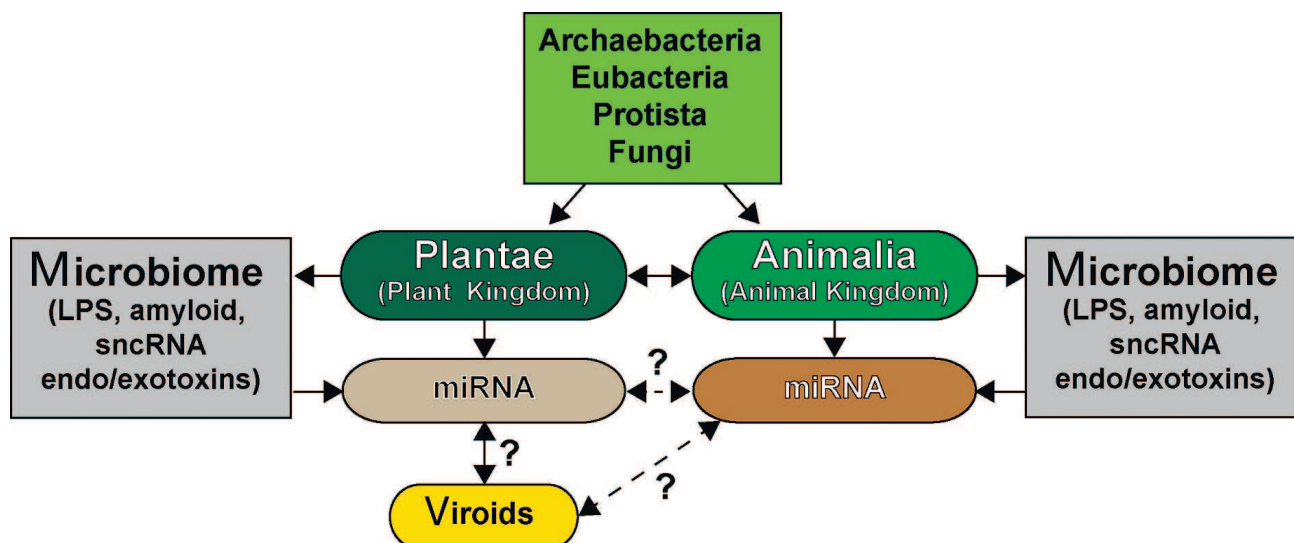 Archaebacteria
Eubacteria
Protista
Fungi
Microbiome
(LPS, amyloid,
sncRNA
endo/exotoxins)
Plantae
(Plant Kingdom)
Animalia
(Animal Kingdom)
Microbiome
(LPS, amyloid,
sncRNA
endo/exotoxins)
miRNA
?
miRNA
?
?
Viroids